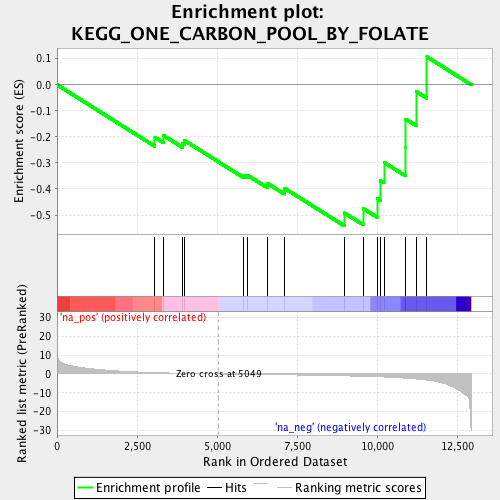 Enrichment plot:
KEGG_ONE_CARBON_POOL_BY_FOLATE
Enrichment score (ES)
0.1
0.0
-0.1
-0.2
-0.3
-0.4
-0.5
'na_pos' (positively correlated)
Ranked list metric (PreRanked)
30
20
10
0
-10
-20
-30
Zero cross at 5049
'na_neg' (negatively correlated)
0
2,500
5,000
7,500
10,000
12,500
Rank in Ordered Dataset
Enrichment profile
Hits
Ranking metric scores